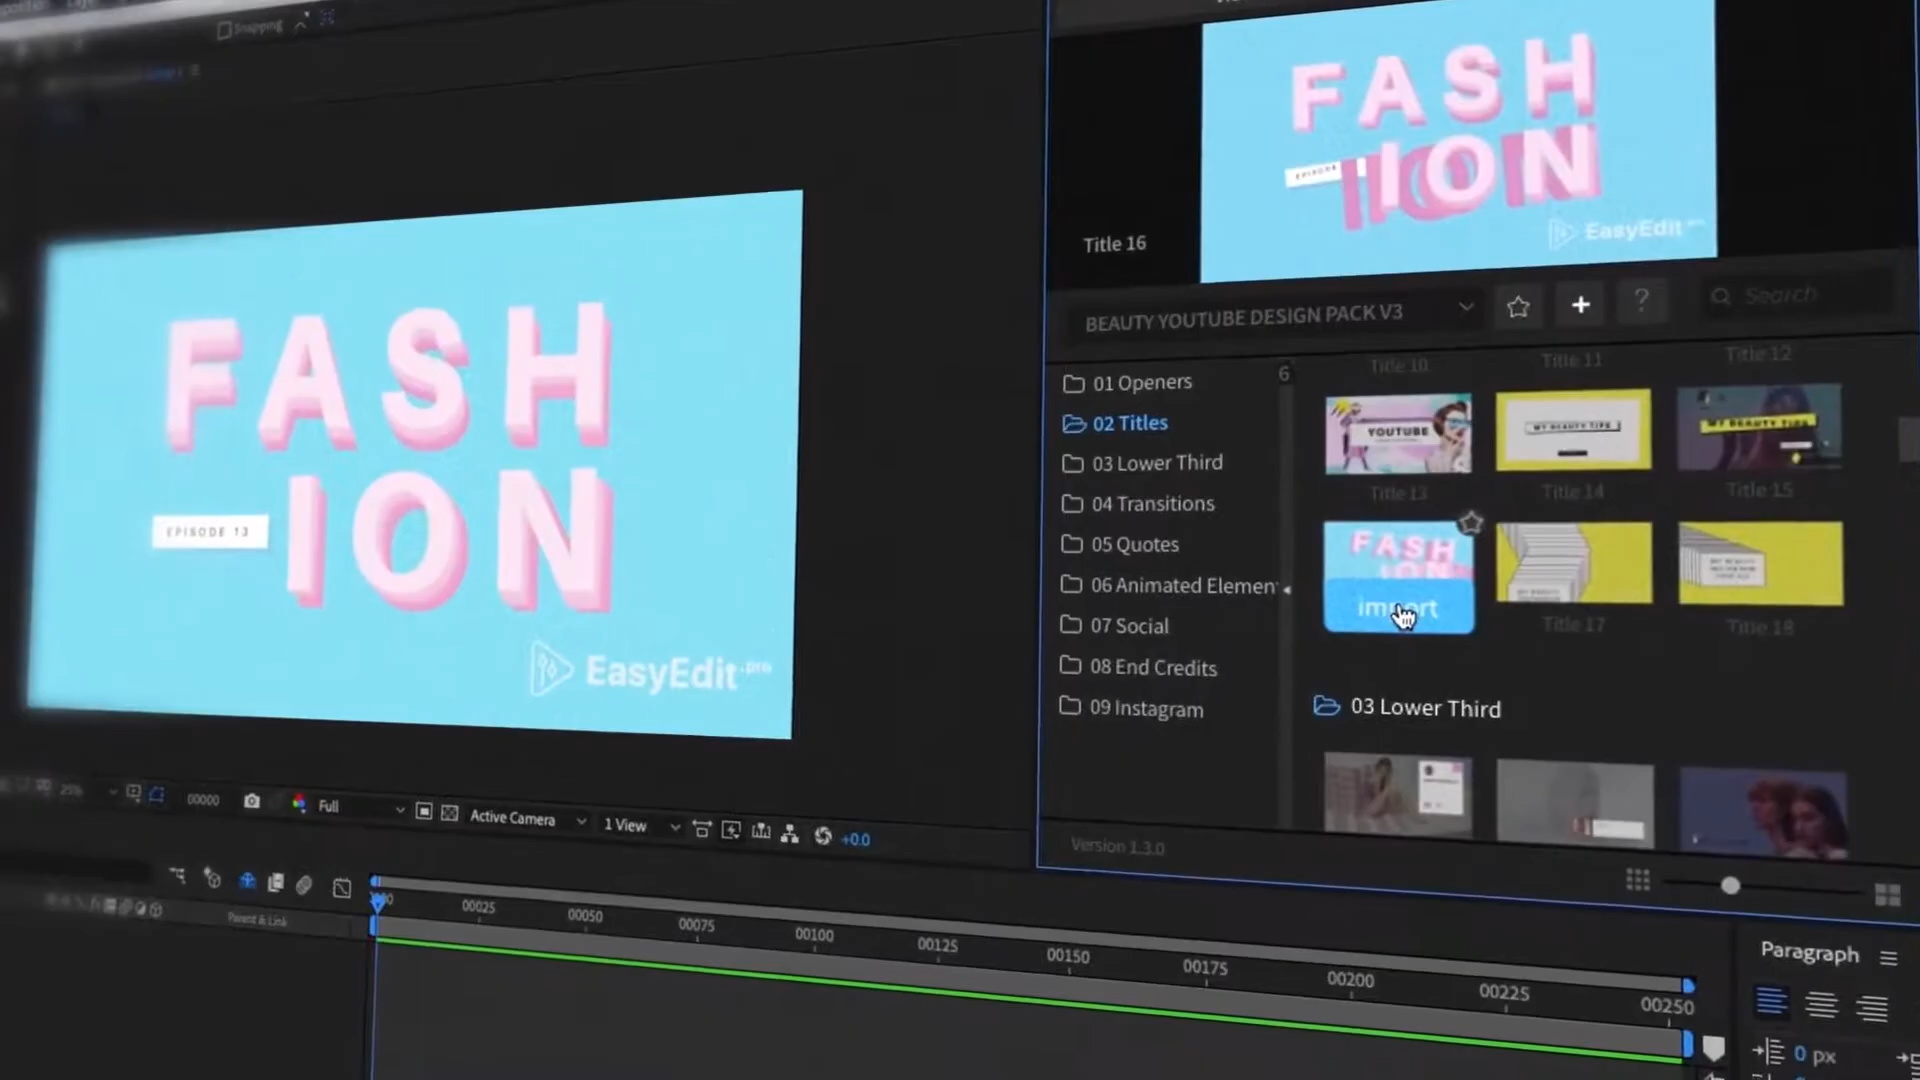 Snapping
FASH
ION
EPISODE 13
EasyEdit.pro
FASH
ION
EPISODE
EasyEdit
Title 16
BEAUTY YOUTUBE DESIGN PACK V3
?
Search
01 Openers
6
02 Titles
03 Lower Third
04 Transitions
05 Quotes
06 Animated Elemen
07 Social
08 End Credits
09 Instagram
Version 1.3.0
Title 10
Title 11
Title 12
YOUTUBE
MY BEAUTY TIPS
MY BEAUTY TIPS
Title 13
Title 14
Title 15
FASH
ION
import
Title 17
Title 18
03 Lower Third
25%
00000
Full
Active Camera
1 View
+0.0
Parent & Link
00025
00050
00075
00100
00125
00150
00175
00200
00225
00250
Paragraph
0 px